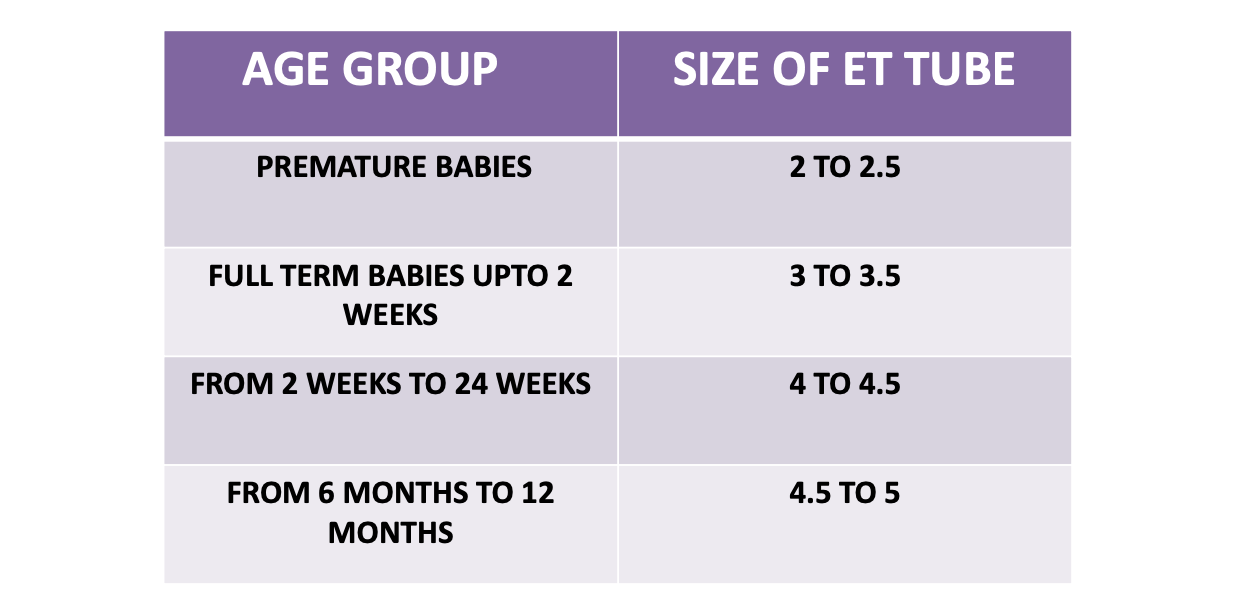 AGE GROUP
SIZE OF ET TUBE
PREMATURE BABIES
2 TO 2.5
FULL TERM BABIES UPTO 2
WEEKS
3 TO 3.5
FROM 2 WEEKS TO 24 WEEKS
4 TO 4.5
FROM 6 MONTHS TO 12
MONTHS
4.5 TO 5